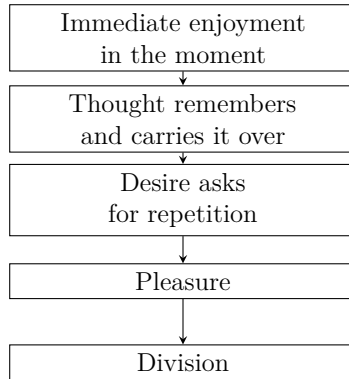 Immediate enjoyment
in the moment
Thought remembers
and carries it over
Desire asks
for repetition
Pleasure
Division